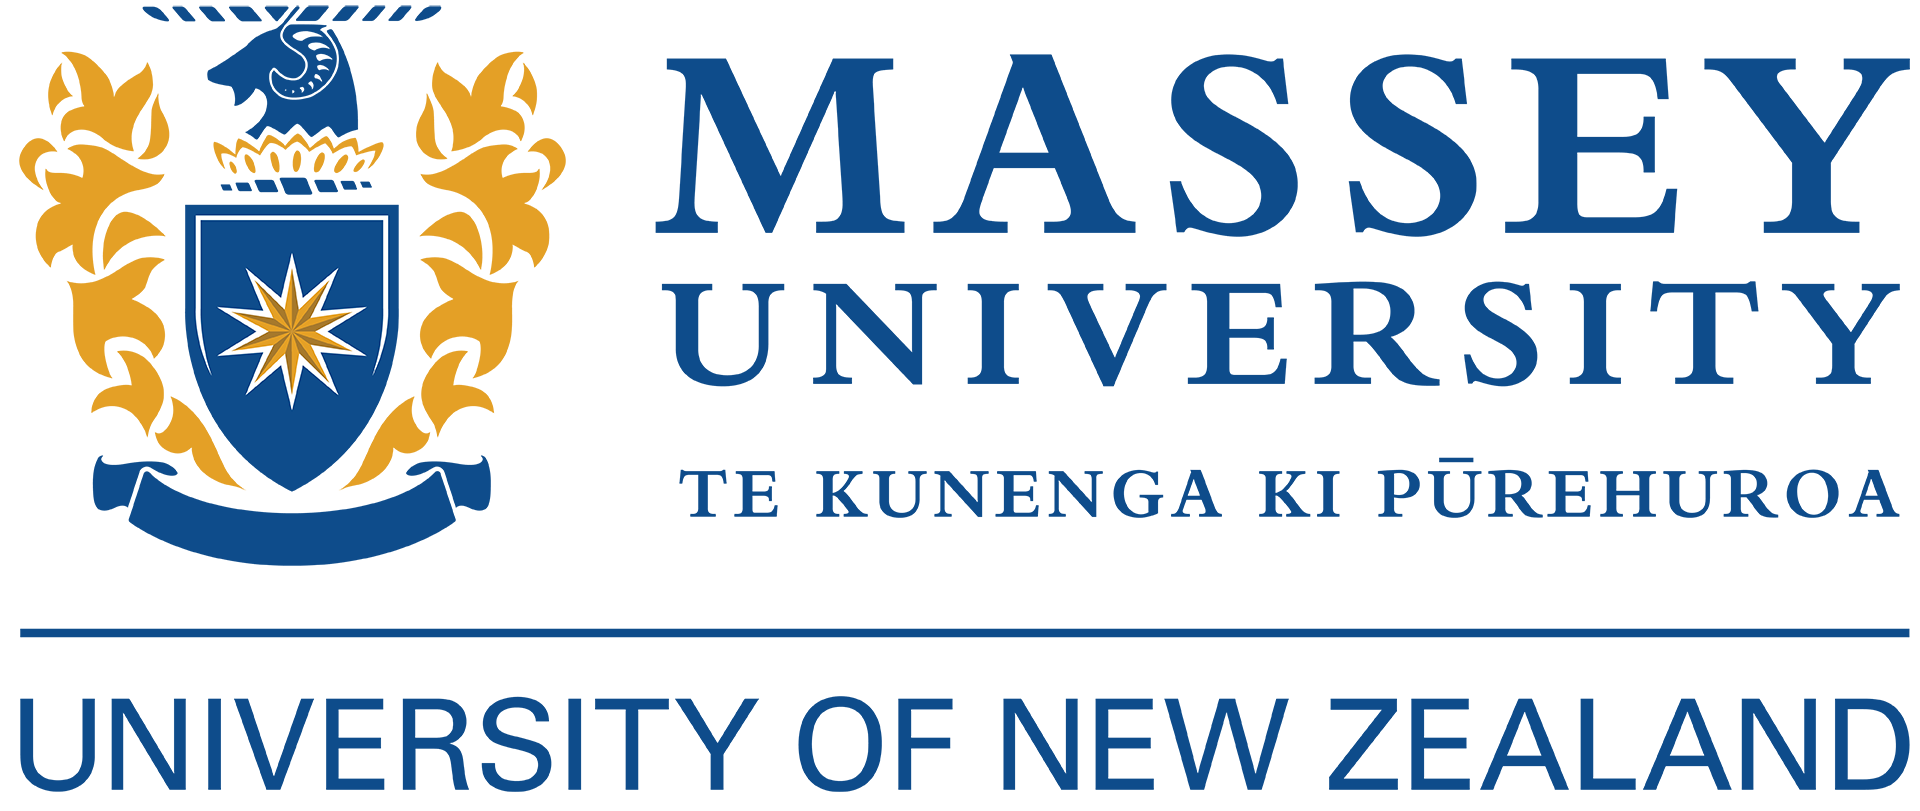 MASSEY
UNIVERSITY
TE KUNENGA KI PŪREHUROA
UNIVERSITY OF NEW ZEALAND